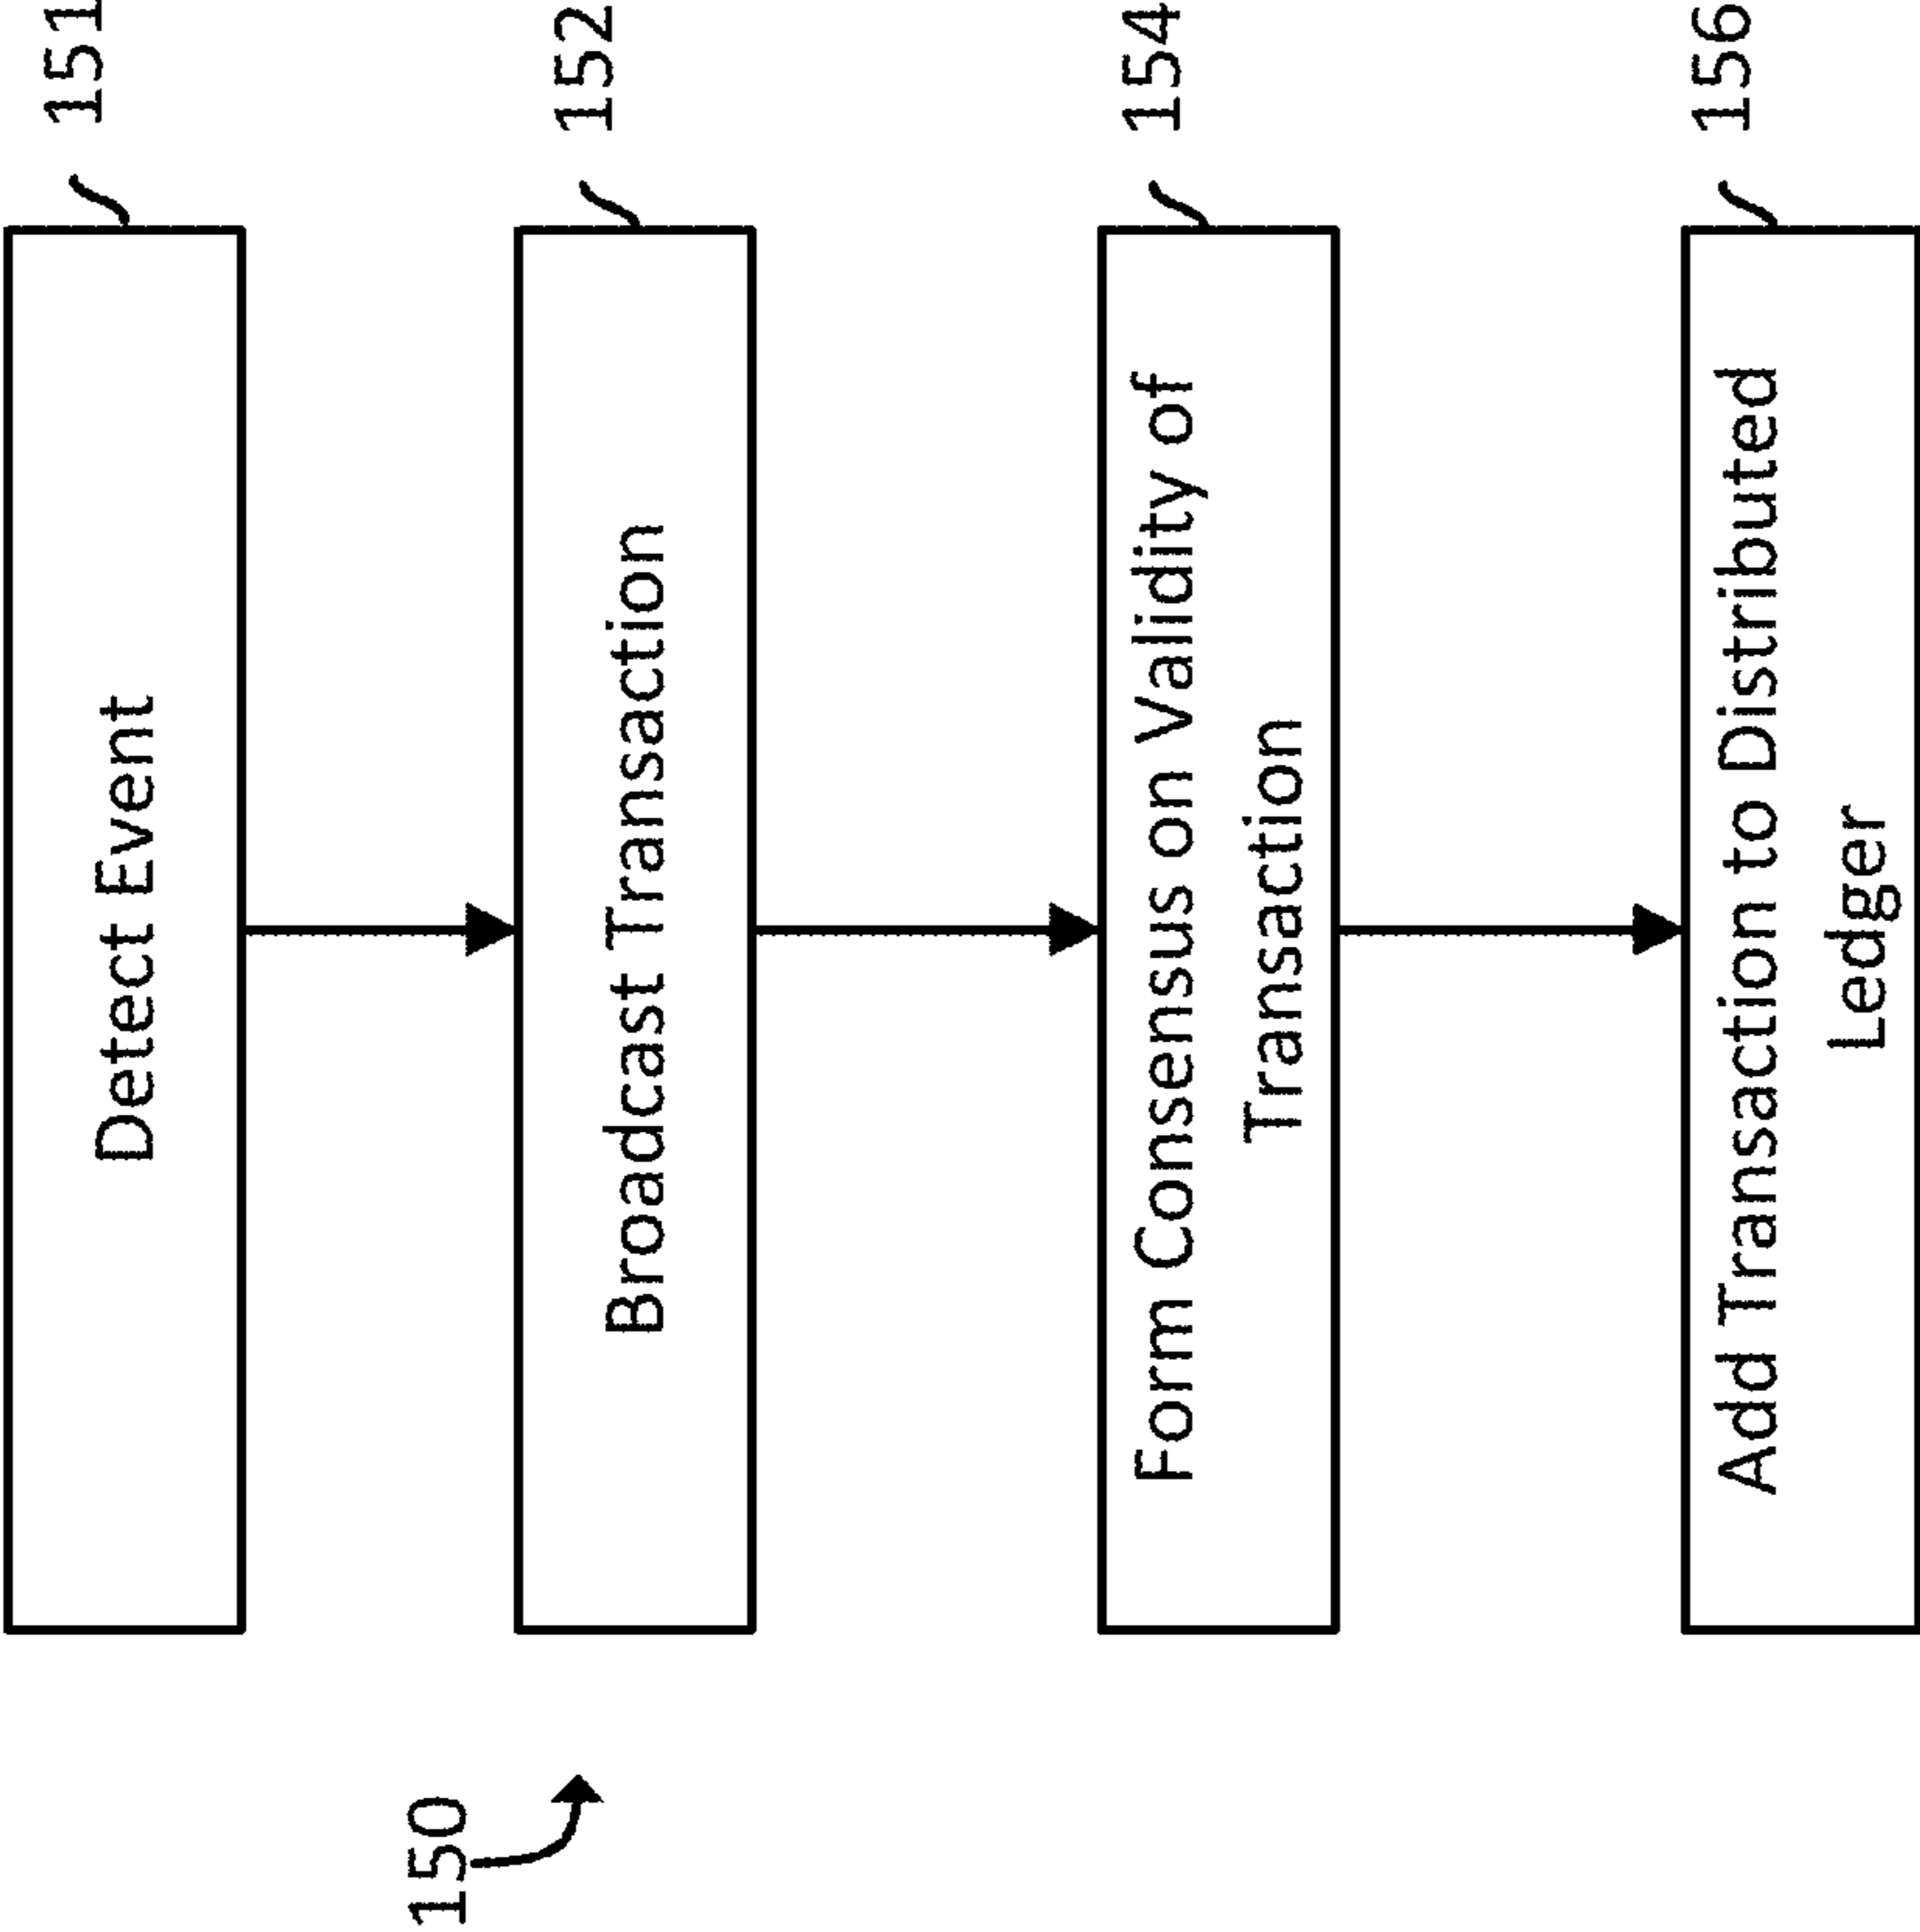 150
Detect Event
151
Broadcast Transaction
152
Form Consensus on Validity of
Transaction
154
Add Transaction to Distributed
Ledger
156